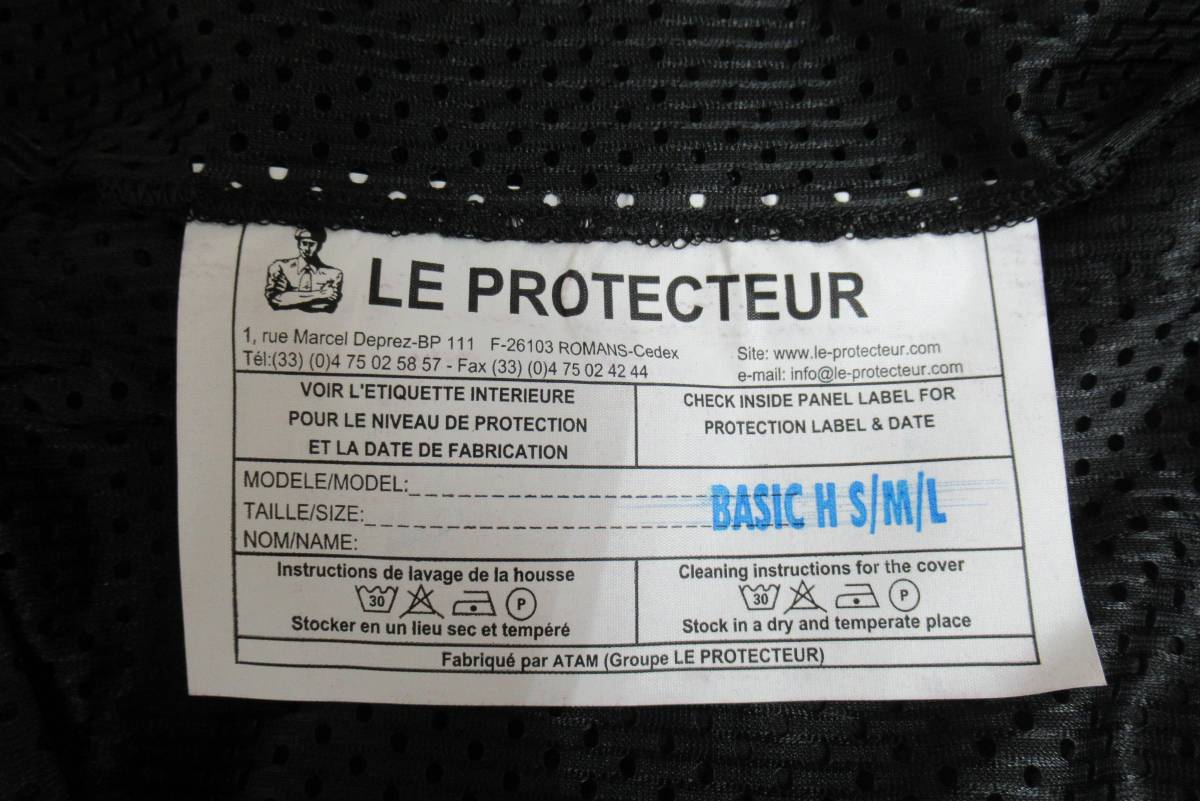 LE PROTECTEUR
1, rue Marcel Deprez-BP 111 F-26103 ROMANS-Cedex
Tél:(33) (0)4 75 02 58 57 - Fax (33) (0)4 75 02 42 44
Site: www.le-protecteur.com
e-mail: info@le-protecteur.com
VOIR L'ETIQUETTE INTERIEURE
POUR LE NIVEAU DE PROTECTION
ET LA DATE DE FABRICATION
CHECK INSIDE PANEL LABEL FOR
PROTECTION LABEL & DATE
MODELE/MODEL:
TAILLE/SIZE:
BASIC H S/M/L
NOM/NAME:
Instructions de lavage de la housse
30 P
Stocker en un lieu sec et tempéré
Cleaning instructions for the cover
30 P
Stock in a dry and temperate place
Fabriqué par ATAM (Groupe LE PROTECTEUR)